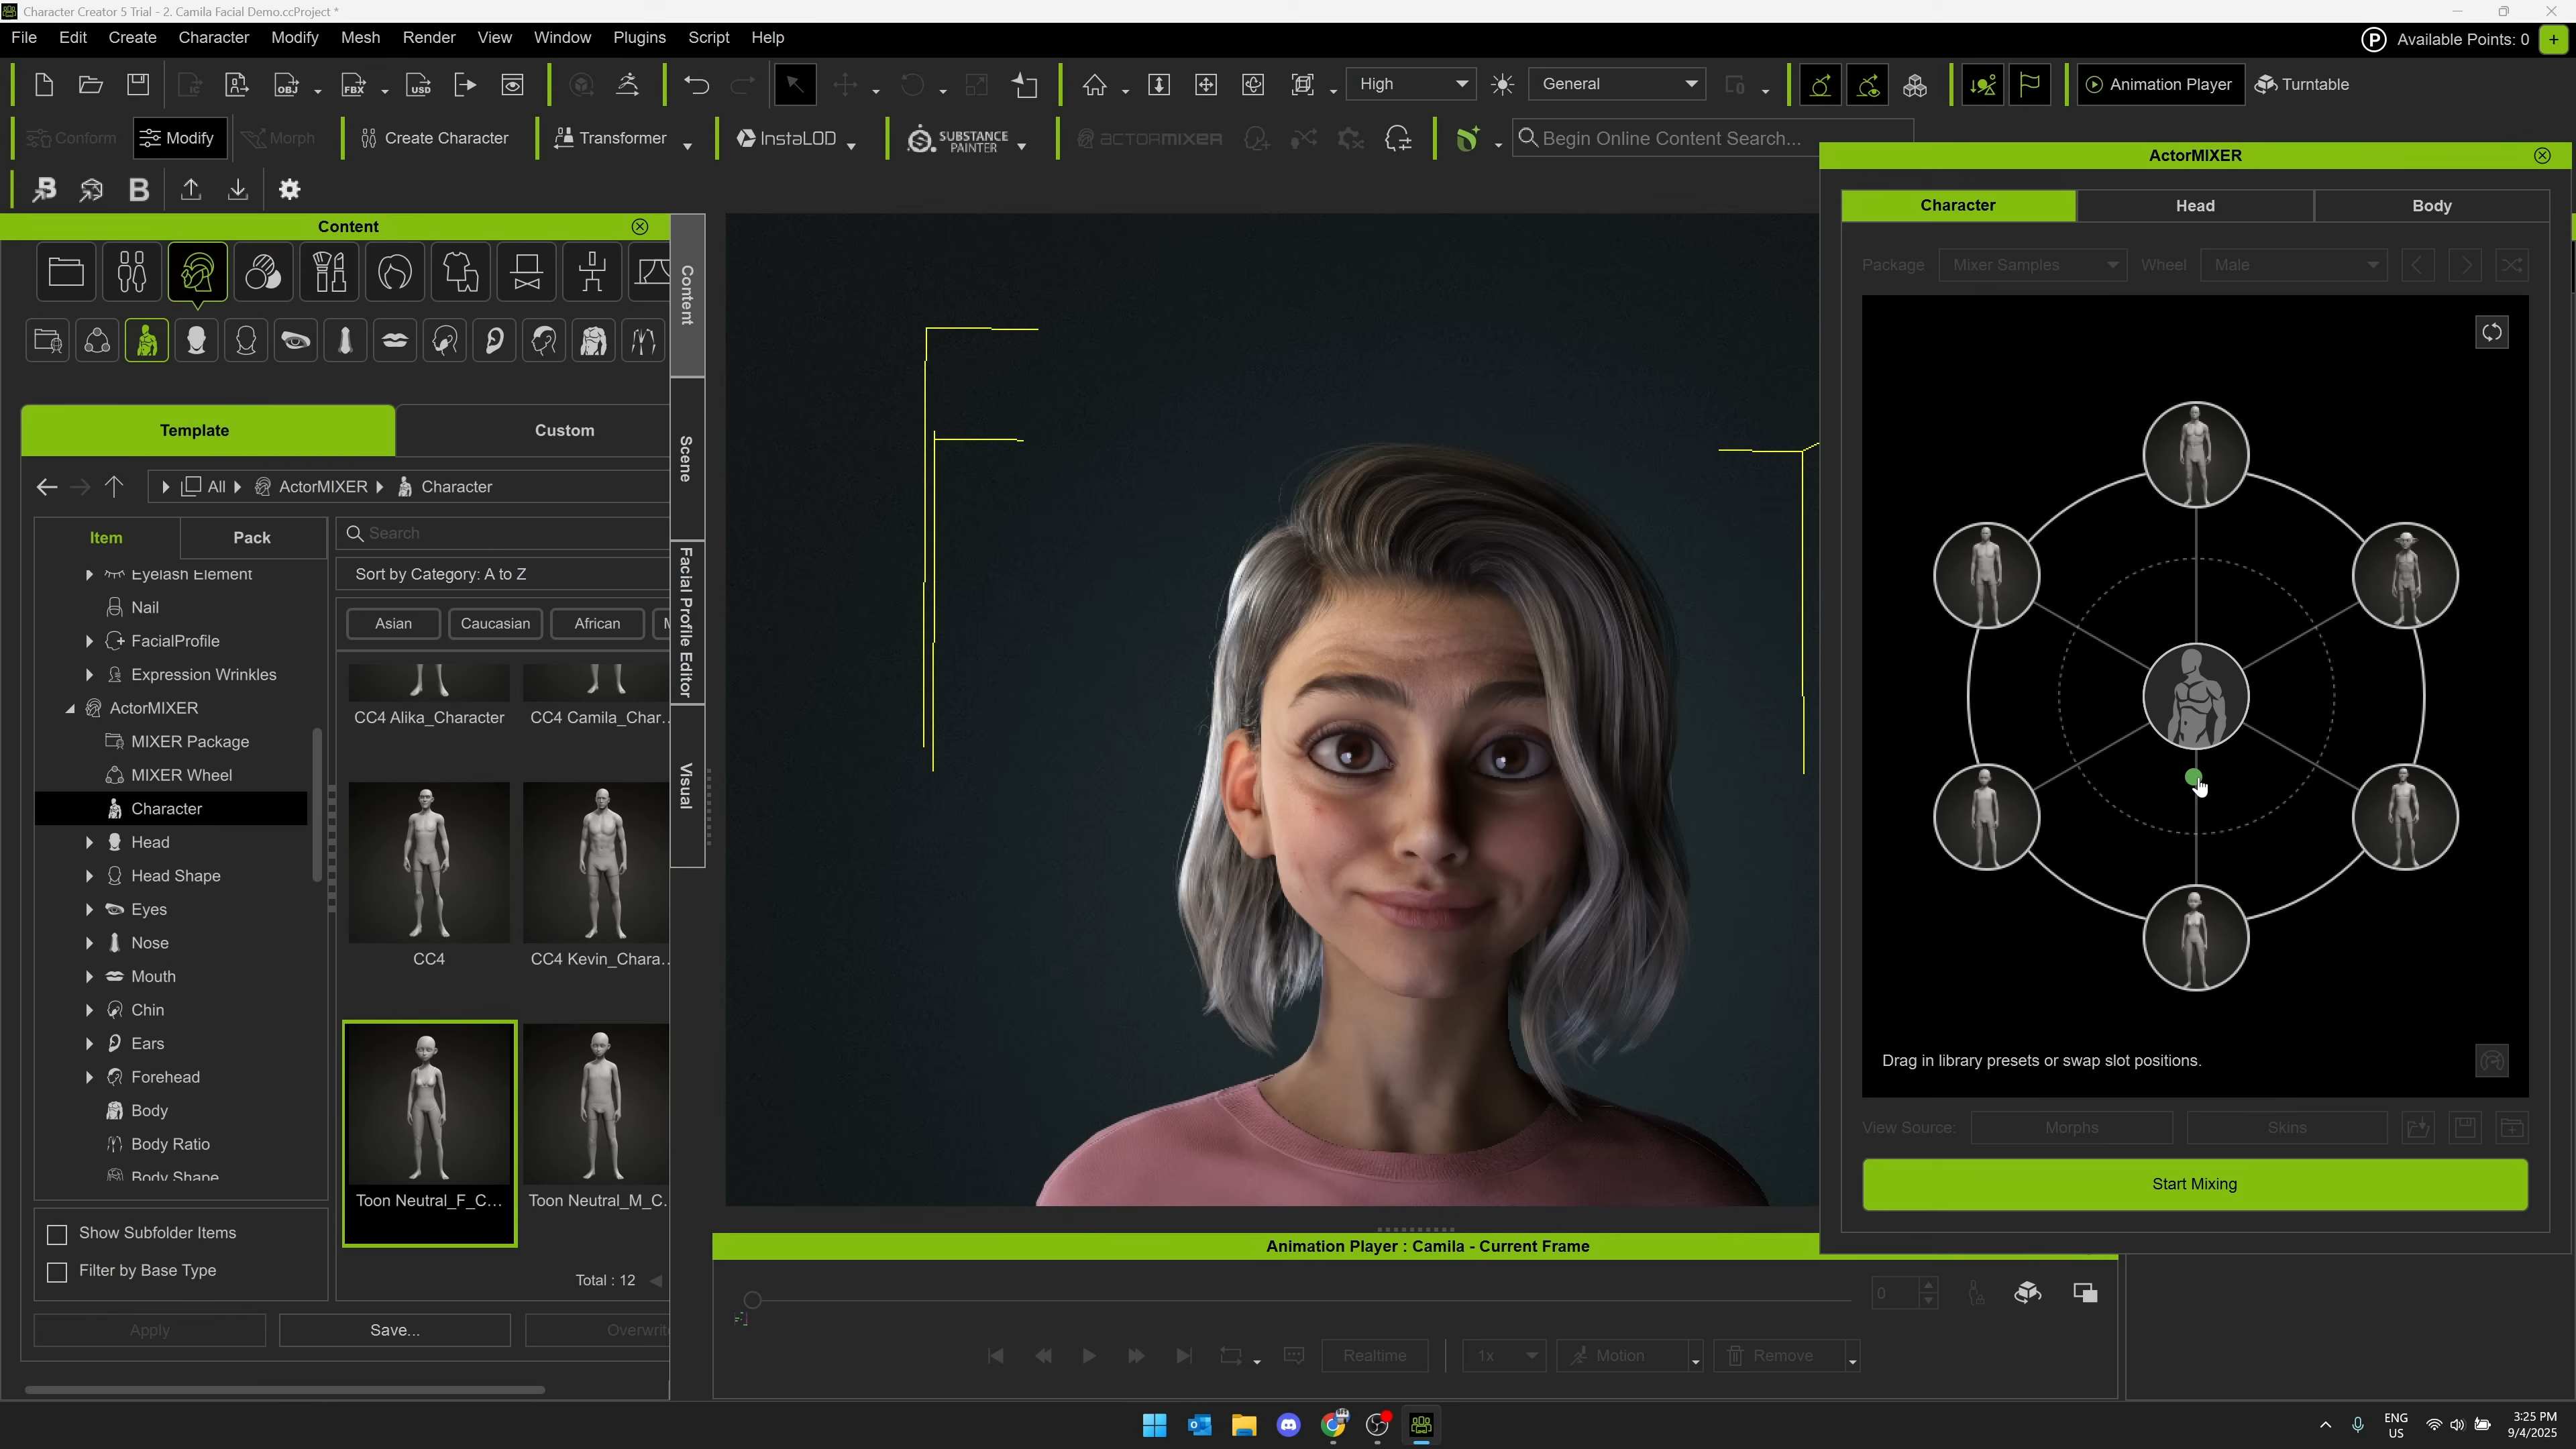 Character Creator 5 Trial - 2. Camila Facial Demo.ccProject *
File Edit Create Character Modify Mesh Render View Window Plugins Script Help
P Available Points: 0 +
IC OBJ FBX USD High General Animation Player Turntable
Conform Modify Morph Create Character Transformer InstaLOD SUBSTANCE PAINTER ACTORMIXER Begin Online Content Search...
B B
ActorMIXER
Character Head Body
Package Mixer Samples Wheel Male
Drag in library presets or swap slot positions.
View Source: Morphs Skins
Start Mixing
Content
Template Custom
All ActorMIXER Character
Item Pack
Search
Sort by Category: A to Z
Asian Caucasian African
Eyelash Element
Nail
FacialProfile
Expression Wrinkles
ActorMIXER
MIXER Package
MIXER Wheel
Character
Head
Head Shape
Eyes
Nose
Mouth
Chin
Ears
Forehead
Body
Body Ratio
Body Shape
CC4 Alika_Character CC4 Camila_Char...
CC4 CC4 Kevin_Chara...
Toon Neutral_F_C... Toon Neutral_M_C...
Show Subfolder Items
Filter by Base Type
Total : 12
Apply Save... Overwrit
Content
Scene
Facial Profile Editor
Visual
Animation Player : Camila - Current Frame
0
Realtime 1x Motion Remove
ENG
US
3:25 PM
9/4/2025